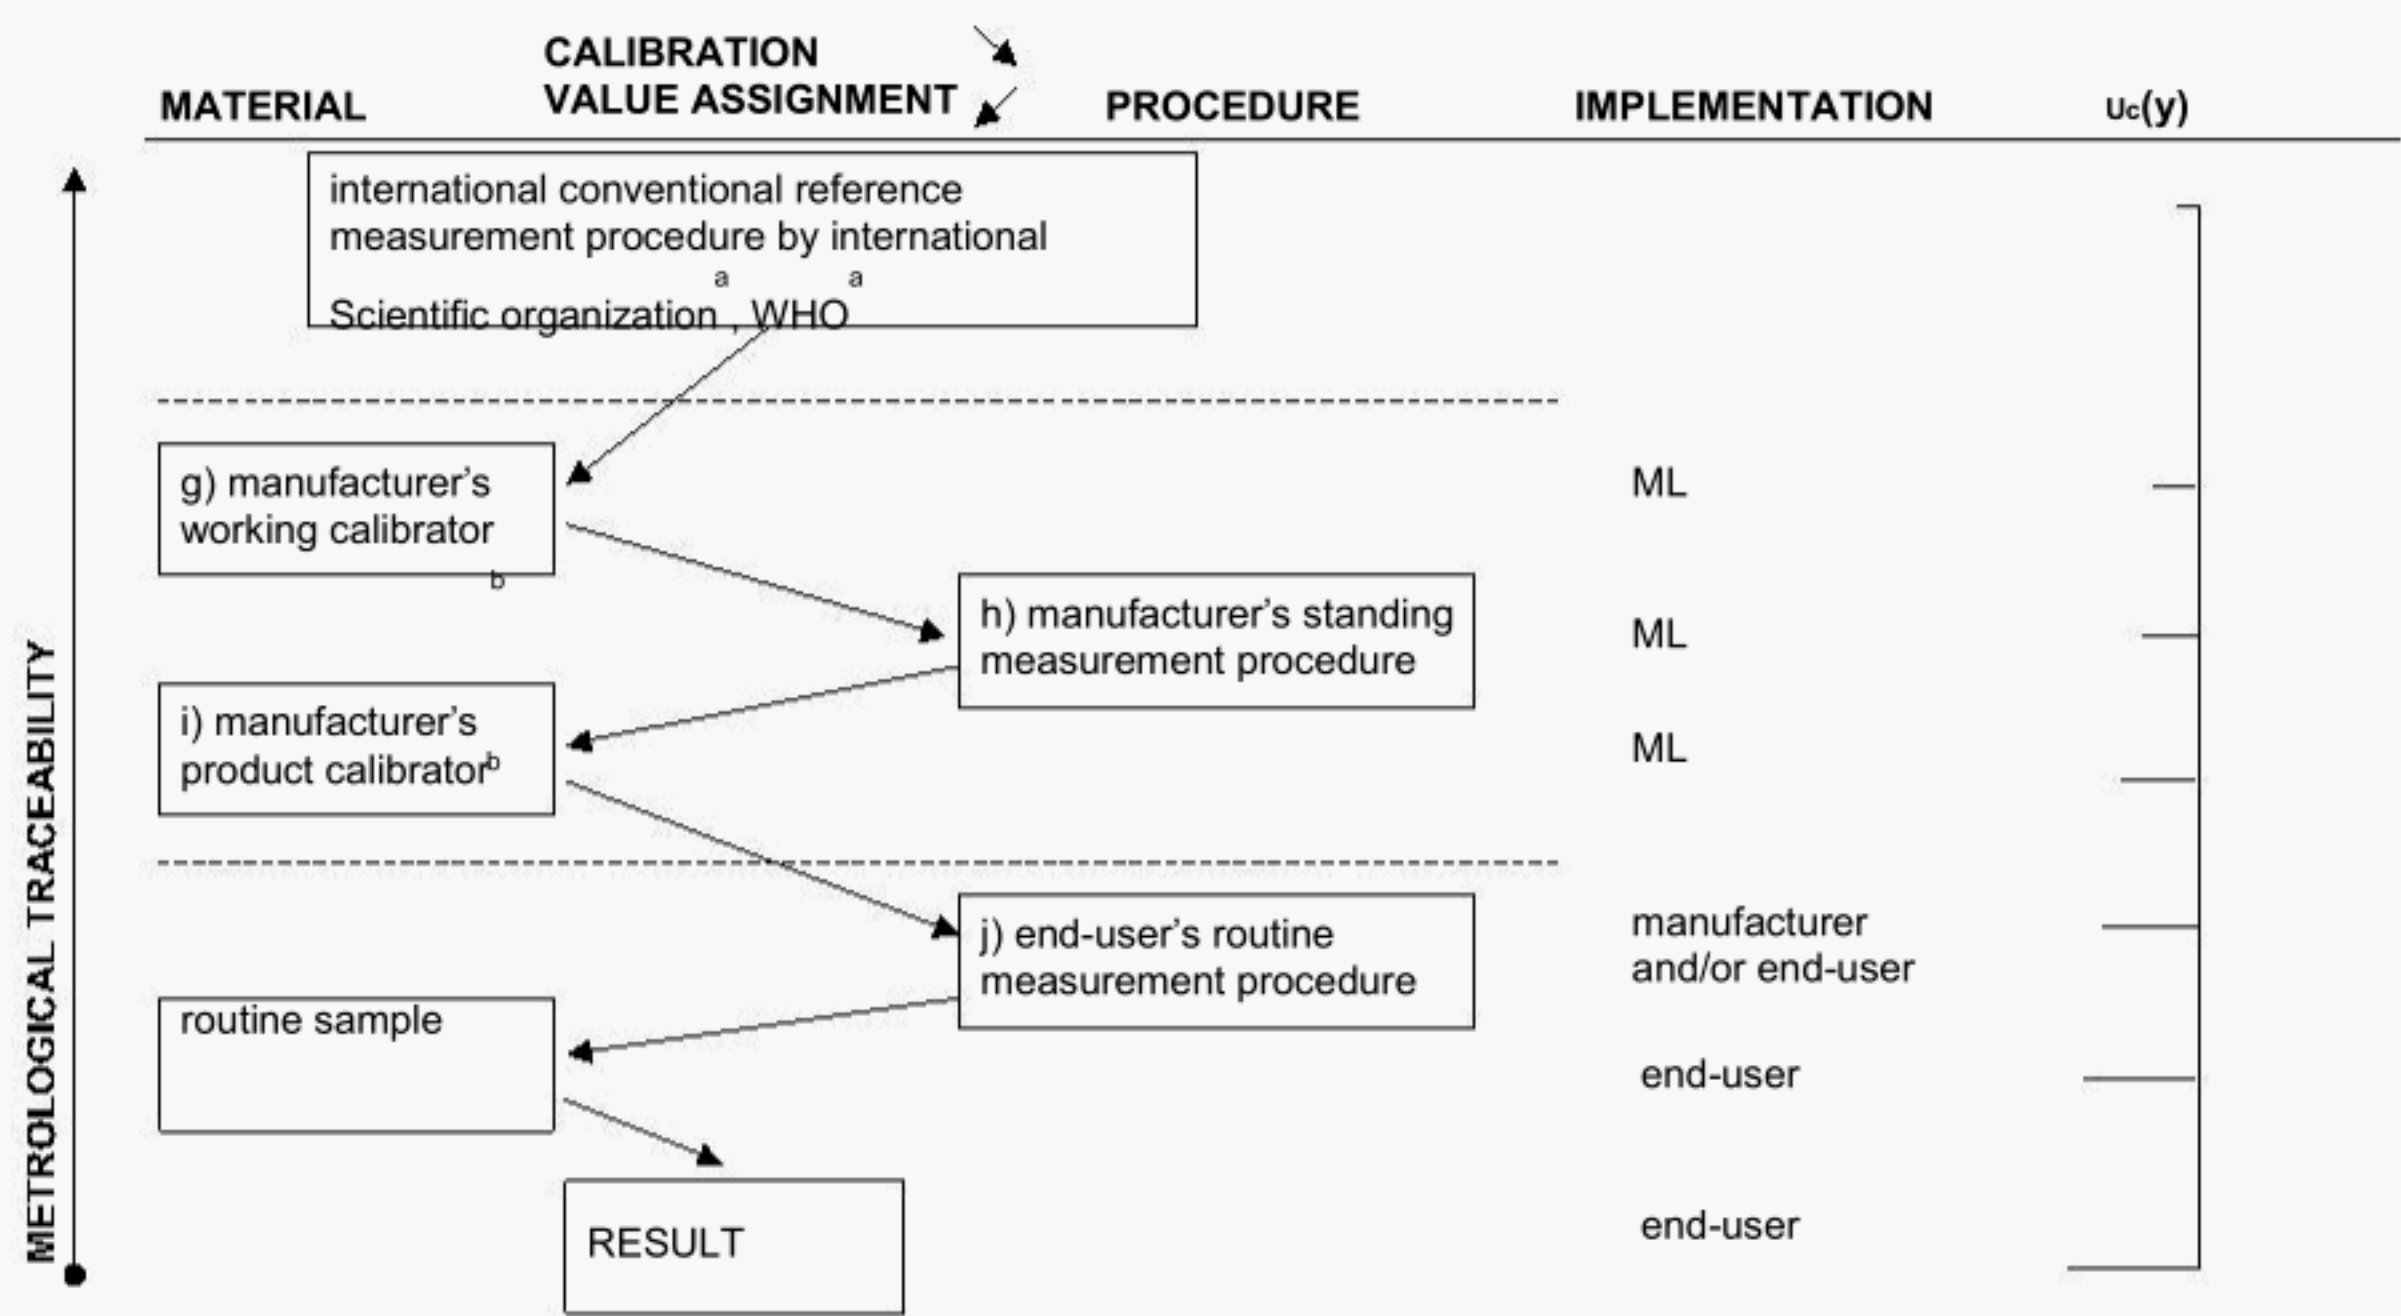 CALIBRATION
MATERIAL VALUE ASSIGNMENT PROCEDURE IMPLEMENTATION uc(y)
international conventional reference
measurement procedure by international
Scientific organization a, WHO a
g) manufacturer's
working calibrator
b
ML
h) manufacturer's standing
measurement procedure
ML
i) manufacturer's
product calibrator b
ML
j) end-user's routine
measurement procedure
manufacturer
and/or end-user
routine sample
end-user
RESULT
end-user
METROLOGICAL TRACEABILITY